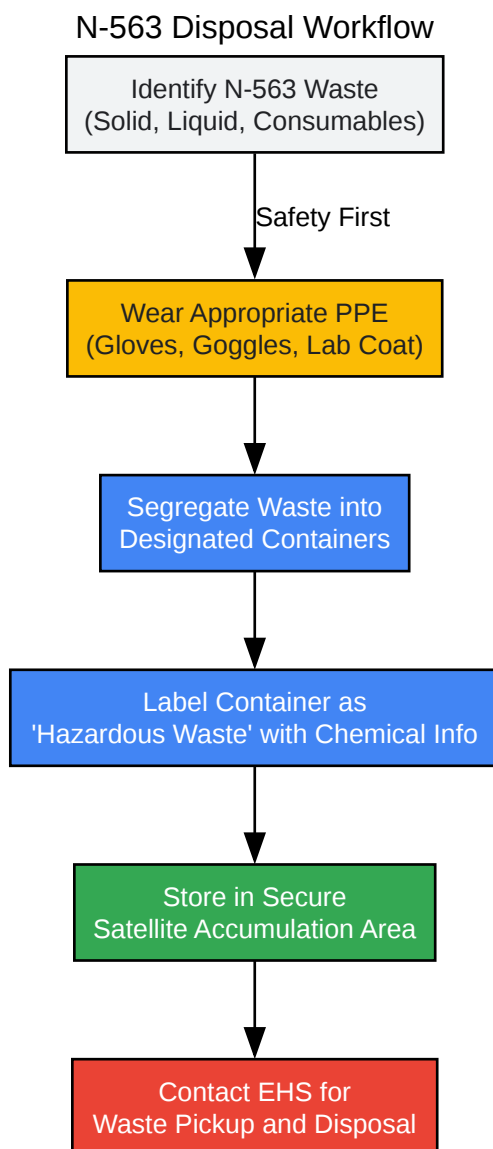 N-563 Disposal Workflow
Identify N-563 Waste
(Solid, Liquid, Consumables)
Safety First
Wear Appropriate PPE
(Gloves, Goggles, Lab Coat)
Segregate Waste into
Designated Containers
Label Container as
'Hazardous Waste' with Chemical Info
Store in Secure
Satellite Accumulation Area
Contact EHS for
Waste Pickup and Disposal